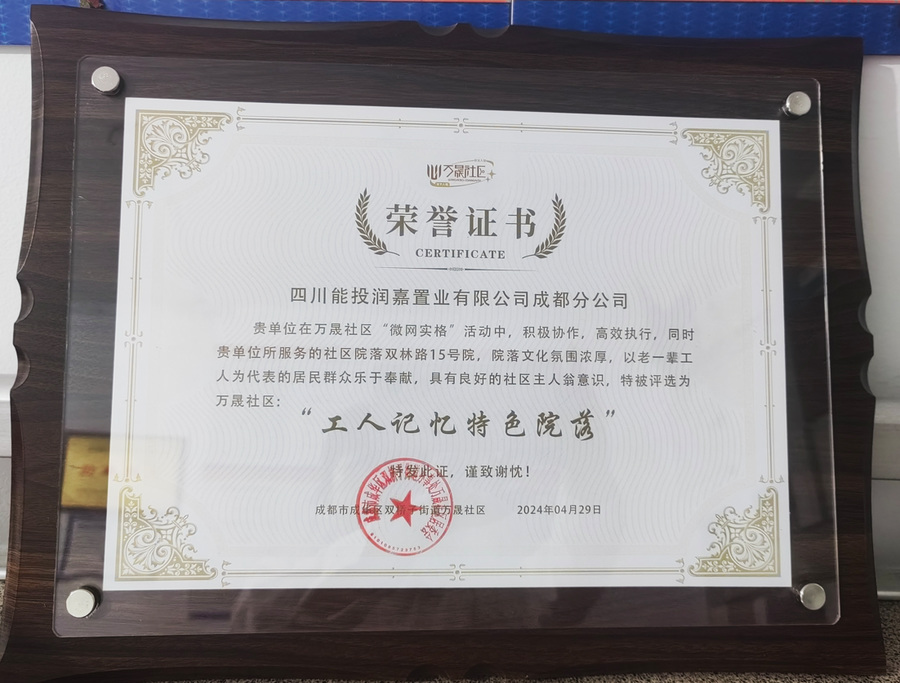 万晟社区
荣誉证书
CERTIFICATE
四川能投润嘉置业有限公司成都分公司
贵单位在万晟社区“微网实格”活动中，积极协作，高效执行，同时
贵单位所服务的社区院落双林路15号院，院落文化氛围浓厚，以老一辈工
人为代表的居民群众乐于奉献，具有良好的社区主人翁意识，特被评选为
万晟社区：
“工人记忆特色院落”
特发此证，谨致谢忱！
成都市成华区双桥子街道万晟社区 2024年04月29日